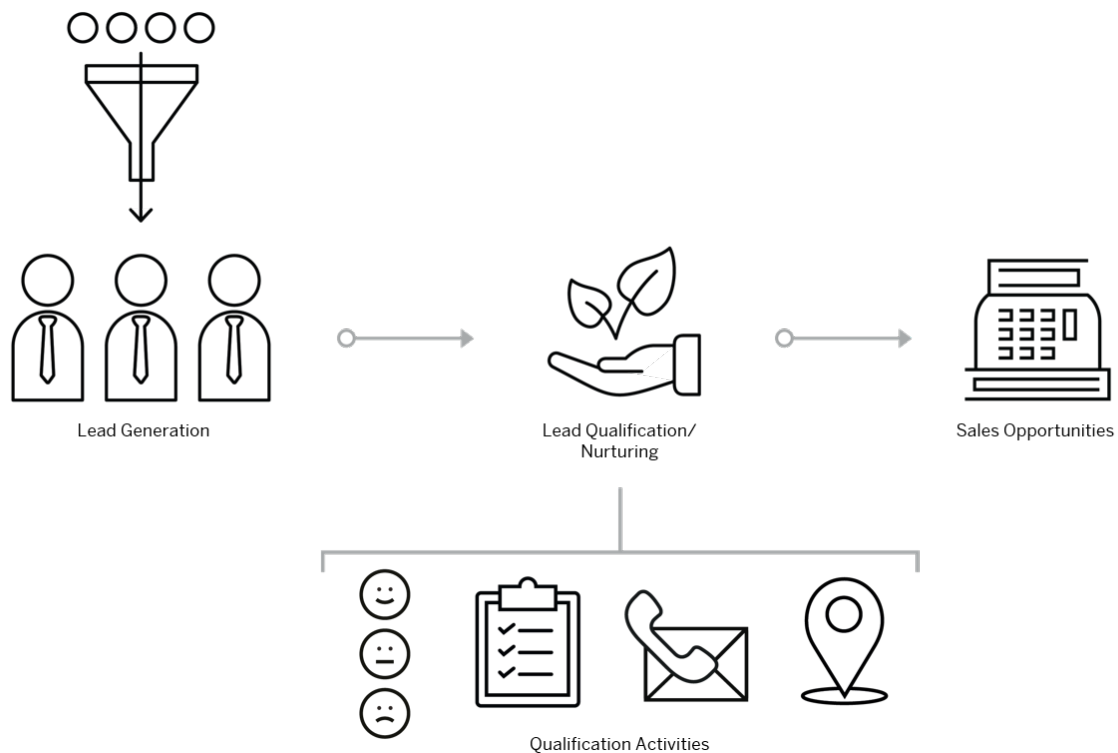 Lead Generation
Lead Qualification/
Nurturing
Sales Opportunities
Qualification Activities